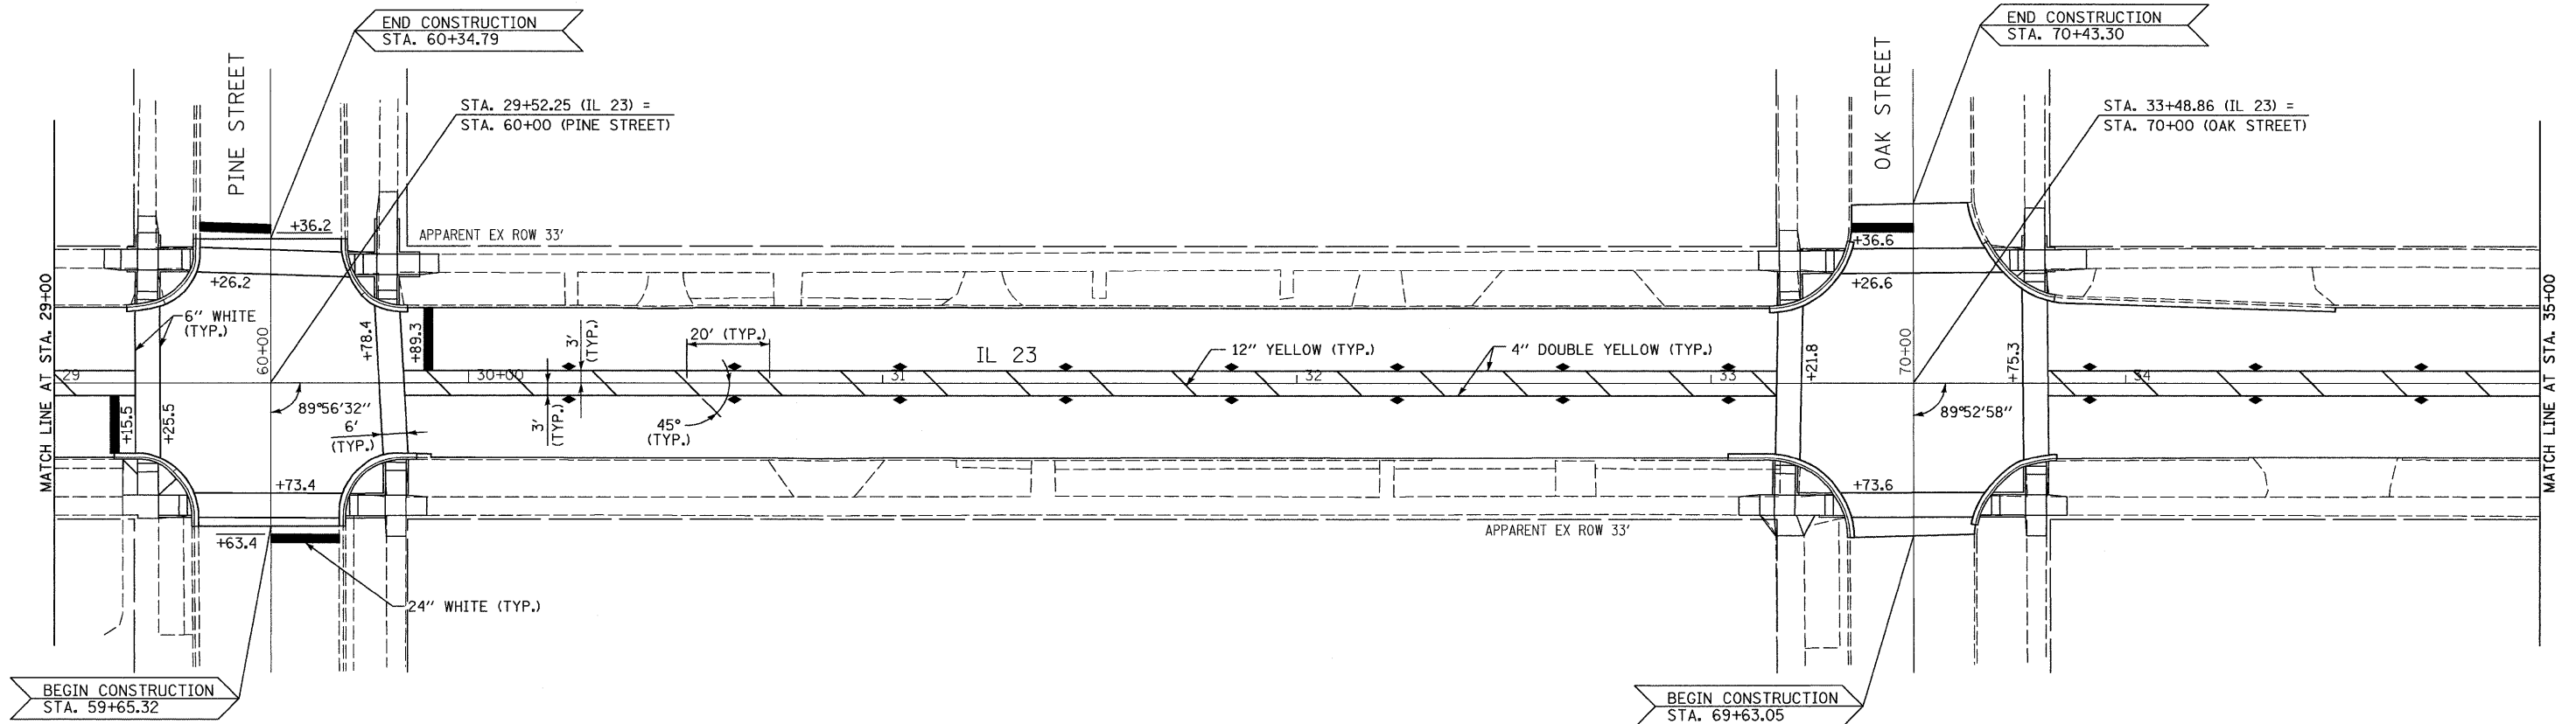 END CONSTRUCTION
STA. 60+34.79
END CONSTRUCTION
STA. 70+43.30
PINE STREET
OAK STREET
STA. 29+52.25 (IL 23) =
STA. 60+00 (PINE STREET)
STA. 33+48.86 (IL 23) =
STA. 70+00 (OAK STREET)
+36.2
APPARENT EX ROW 33'
+36.6
+26.2
+26.6
MATCH LINE AT STA. 29+00
6" WHITE
(TYP.)
60+00
+78.4
+89.3
3'
(TYP.)
20' (TYP.)
IL 23
12" YELLOW (TYP.)
4" DOUBLE YELLOW (TYP.)
+21.8
70+00
+75.3
MATCH LINE AT STA. 35+00
29
30+00
31
32
33
34
+15.5
+25.5
89°56'32"
6'
(TYP.)
3'
(TYP.)
45°
(TYP.)
89°52'58"
+73.4
+73.6
+63.4
APPARENT EX ROW 33'
24" WHITE (TYP.)
BEGIN CONSTRUCTION
STA. 59+65.32
BEGIN CONSTRUCTION
STA. 69+63.05